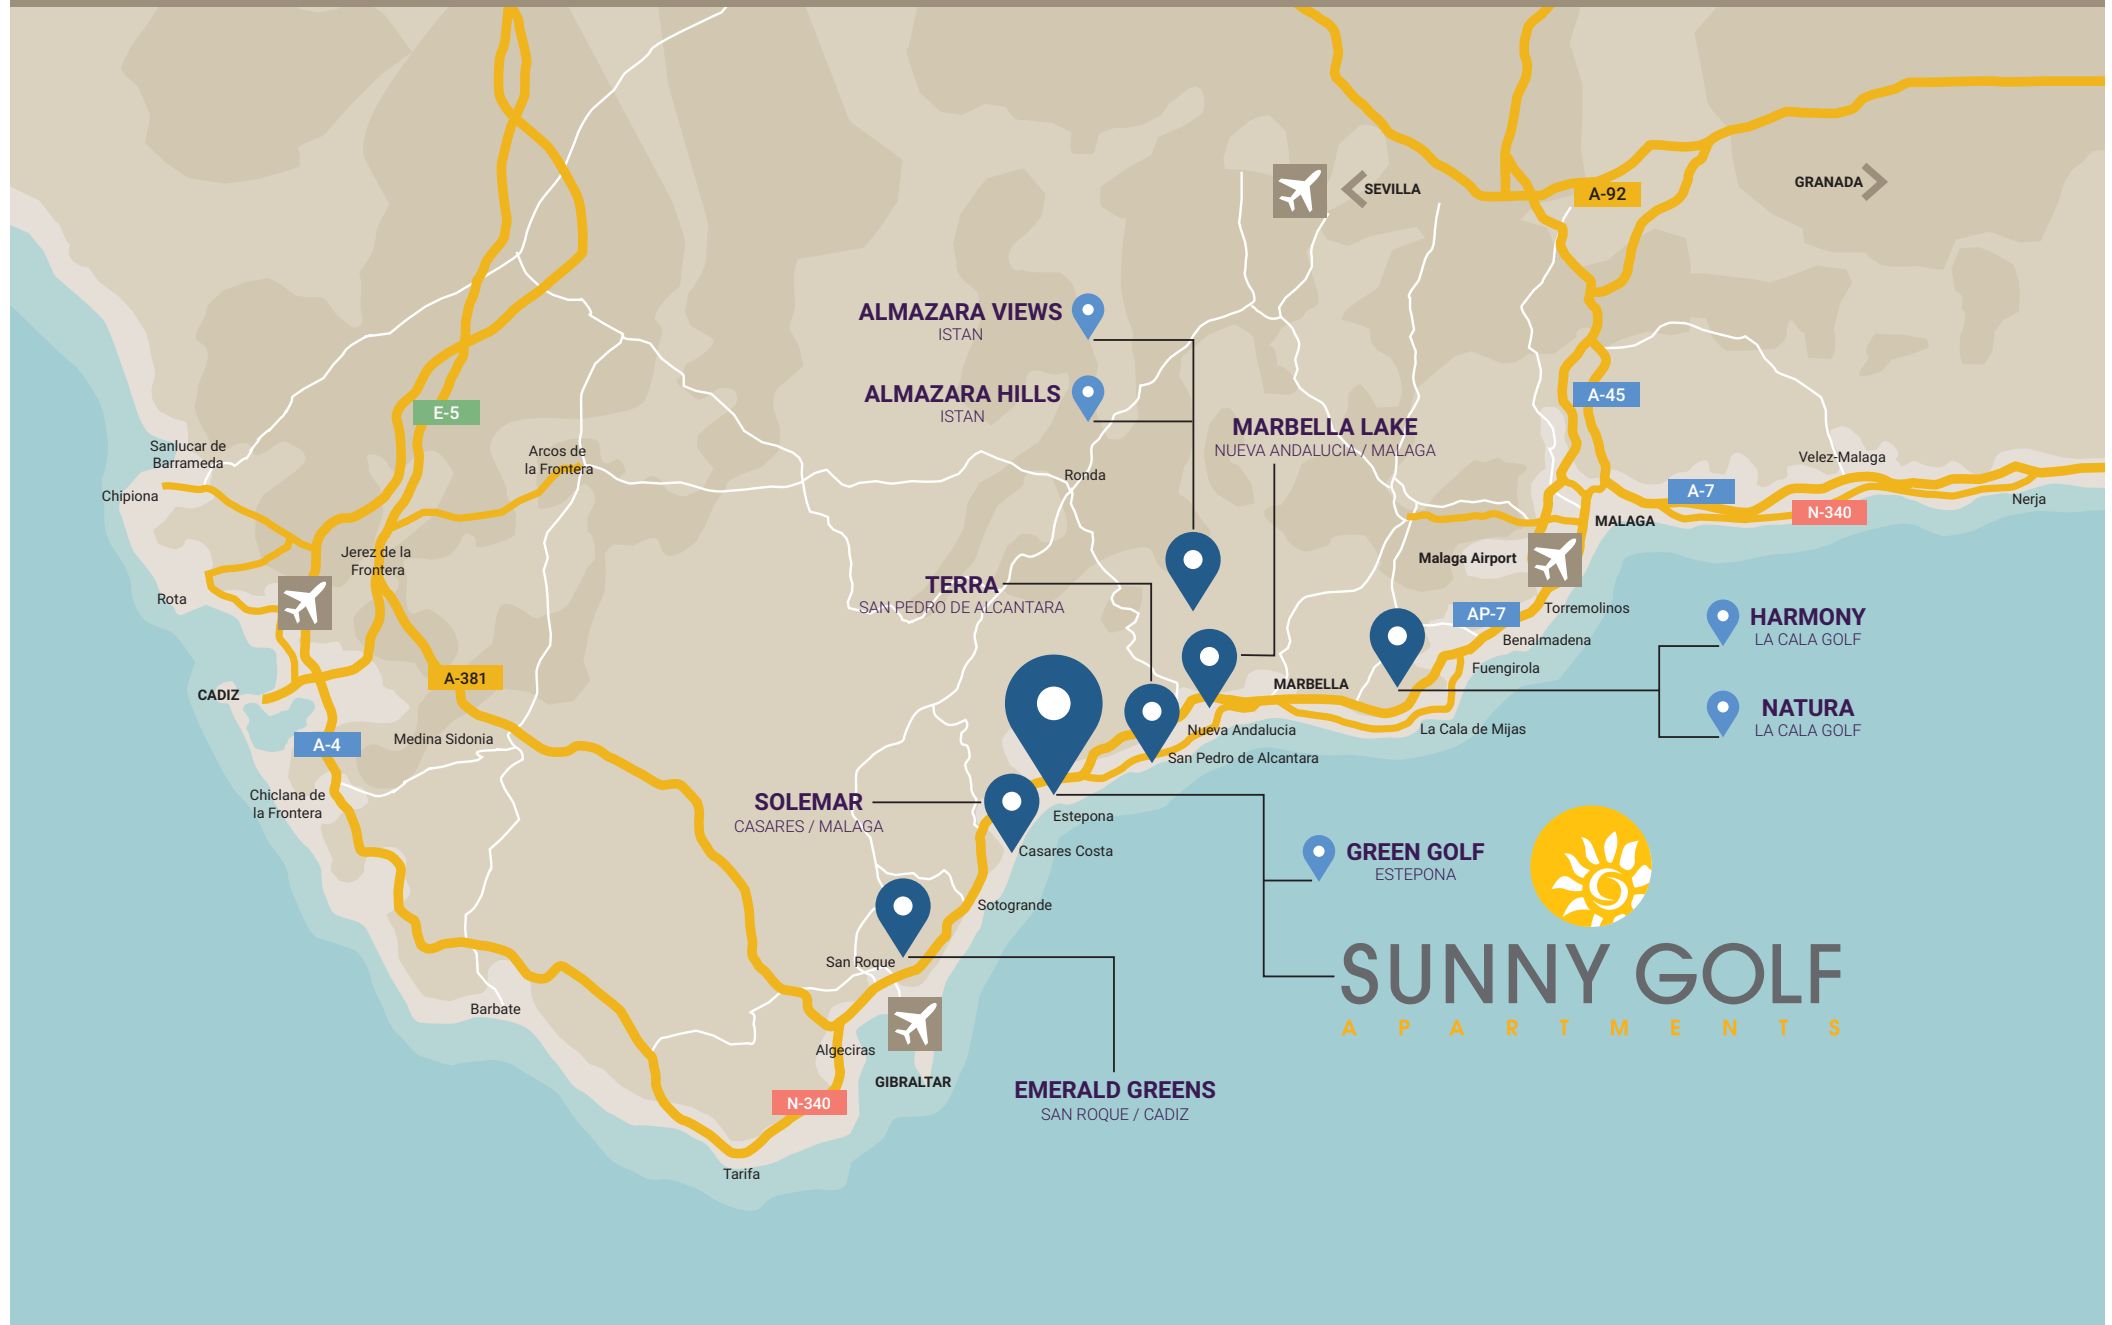 SEVILLA
GRANADA
A-92
ALMAZARA VIEWS
ISTAN
ALMAZARA HILLS
ISTAN
E-5
A-45
MARBELLA LAKE
NUEVA ANDALUCIA / MALAGA
Sanlucar de
Barrameda
Arcos de
la Frontera
Ronda
Velez-Malaga
Chipiona
A-7
N-340
Nerja
MALAGA
Jerez de la
Frontera
Malaga Airport
TERRA
SAN PEDRO DE ALCANTARA
Rota
AP-7
Torremolinos
HARMONY
LA CALA GOLF
Benalmadena
Fuengirola
A-381
MARBELLA
CADIZ
NATURA
LA CALA GOLF
Nueva Andalucia
La Cala de Mijas
A-4
Medina Sidonia
San Pedro de Alcantara
Chiclana de
la Frontera
SOLEMAR
CASARES / MALAGA
Estepona
Casares Costa
GREEN GOLF
ESTEPONA
Sotogrande
San Roque
SUNNY GOLF
APARTMENTS
Barbate
Algeciras
GIBRALTAR
EMERALD GREENS
SAN ROQUE / CADIZ
N-340
Tarifa